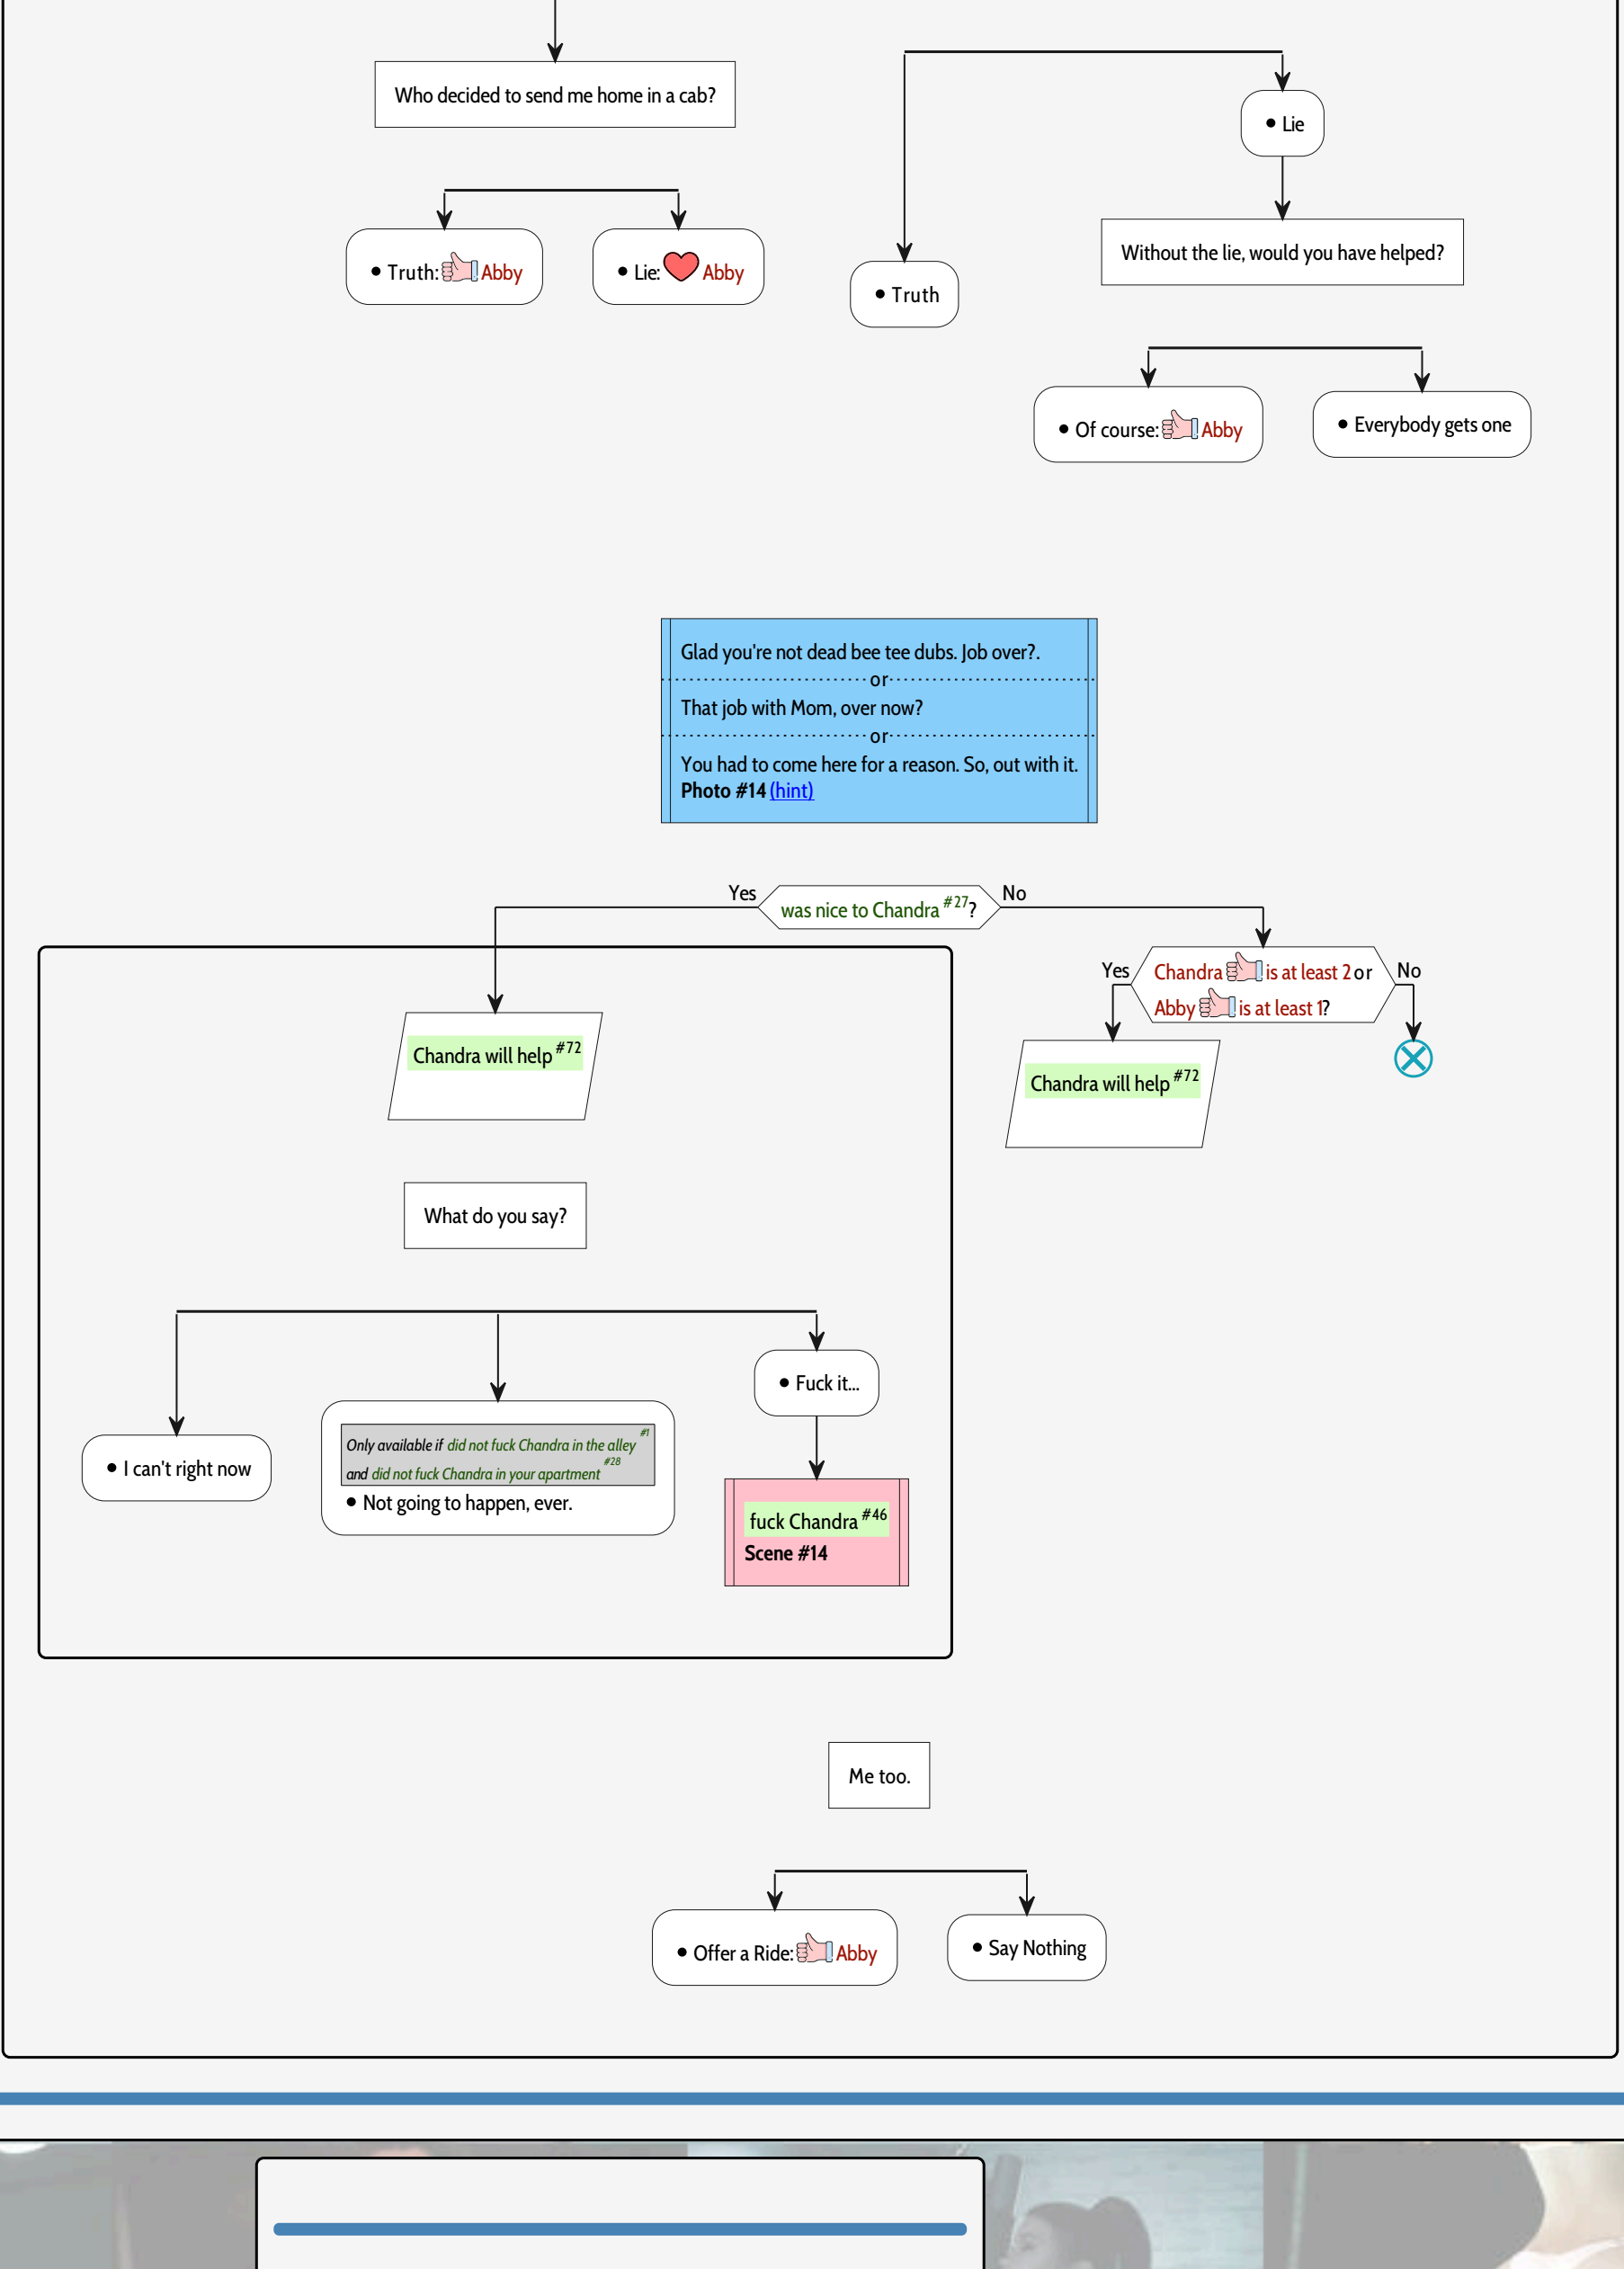 Who decided to send me home in a cab?
• Lie
• Truth: Abby
• Lie: Abby
Without the lie, would you have helped?
• Truth
• Of course: Abby
• Everybody gets one
Glad you're not dead bee tee dubs. Job over?.
or
That job with Mom, over now?
or
You had to come here for a reason. So, out with it.
Photo #14 (hint)
Yes
was nice to Chandra #27?
No
Yes
Chandra is at least 2 or
Abby is at least 1?
No
Chandra will help #72
Chandra will help #72
What do you say?
• Fuck it...
• I can't right now
Only available if did not fuck Chandra in the alley #1
and did not fuck Chandra in your apartment #28
• Not going to happen, ever.
fuck Chandra #46
Scene #14
Me too.
• Offer a Ride: Abby
• Say Nothing